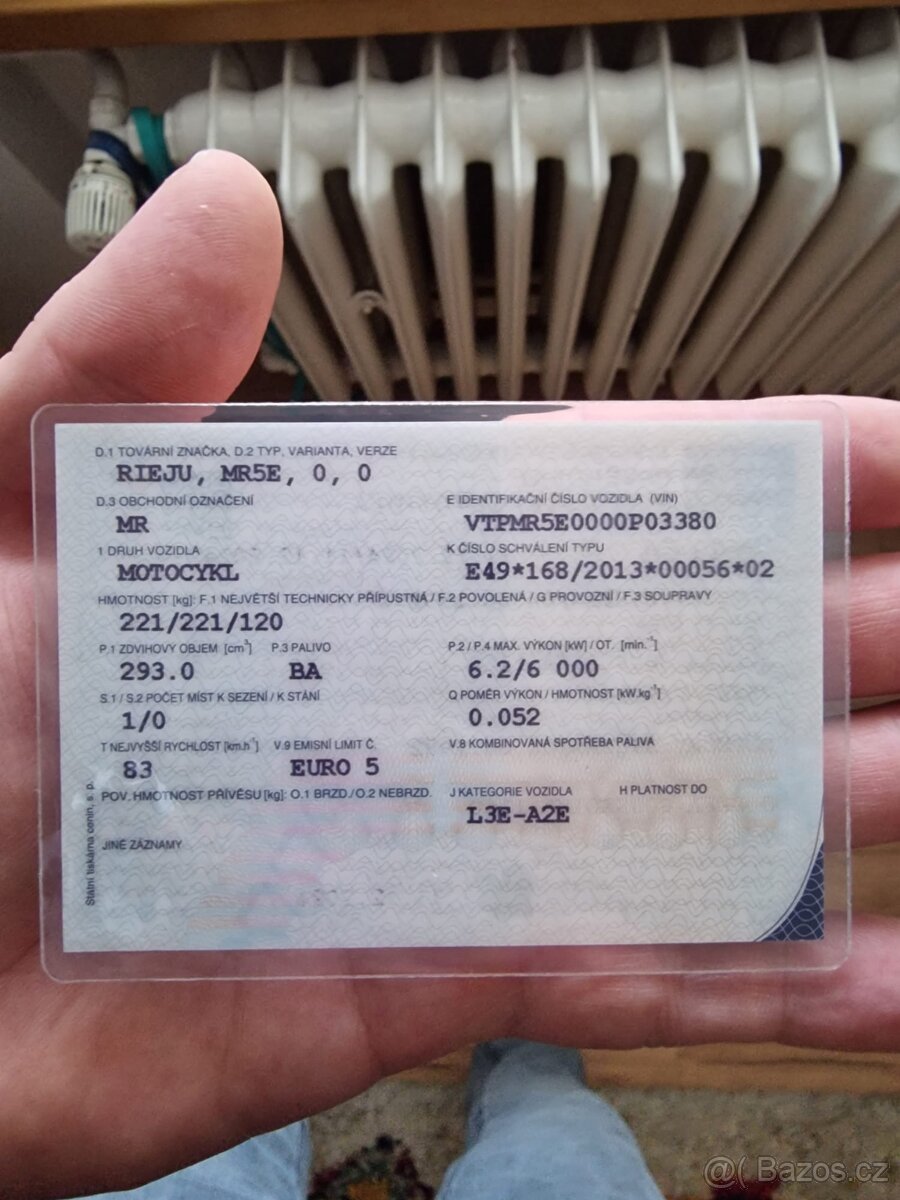 D.1 TOVÁRNÍ ZNAČKA, D.2 TYP, VARIANTA, VERZE
RIEJU, MR5E, 0, 0
D.3 OBCHODNÍ OZNAČENÍ E IDENTIFIKAČNÍ ČÍSLO VOZIDLA (VIN)
MR VTPMR5E0000P03380
1 DRUH VOZIDLA K ČÍSLO SCHVÁLENÍ TYPU
MOTOCYKL E49*168/2013*00056*02
HMOTNOST [kg]: F.1 NEJVĚTŠÍ TECHNICKY PŘÍPUSTNÁ / F.2 POVOLENÁ / G PROVOZNÍ / F.3 SOUPRAVY
221/221/120
P.1 ZDVIHOVÝ OBJEM [cm³] P.3 PALIVO P.2 / P.4 MAX. VÝKON [kW] / OT. [min.⁻¹]
293.0 BA 6.2/6 000
S.1 / S.2 POČET MÍST K SEZENÍ / K STÁNÍ Q POMĚR VÝKON / HMOTNOST [kW.kg⁻¹]
1/0 0.052
T NEJVYŠŠÍ RYCHLOST [km.h⁻¹] V.9 EMISNÍ LIMIT Č. V.8 KOMBINOVANÁ SPOTŘEBA PALIVA
83 EURO 5
POV. HMOTNOST PŘÍVĚSU [kg]: O.1 BRZD./O.2 NEBRZD. J KATEGORIE VOZIDLA H PLATNOST DO
L3E-A2E
JINÉ ZÁZNAMY
Státní tiskárna cenin, s. p.
@( Bazos.cz